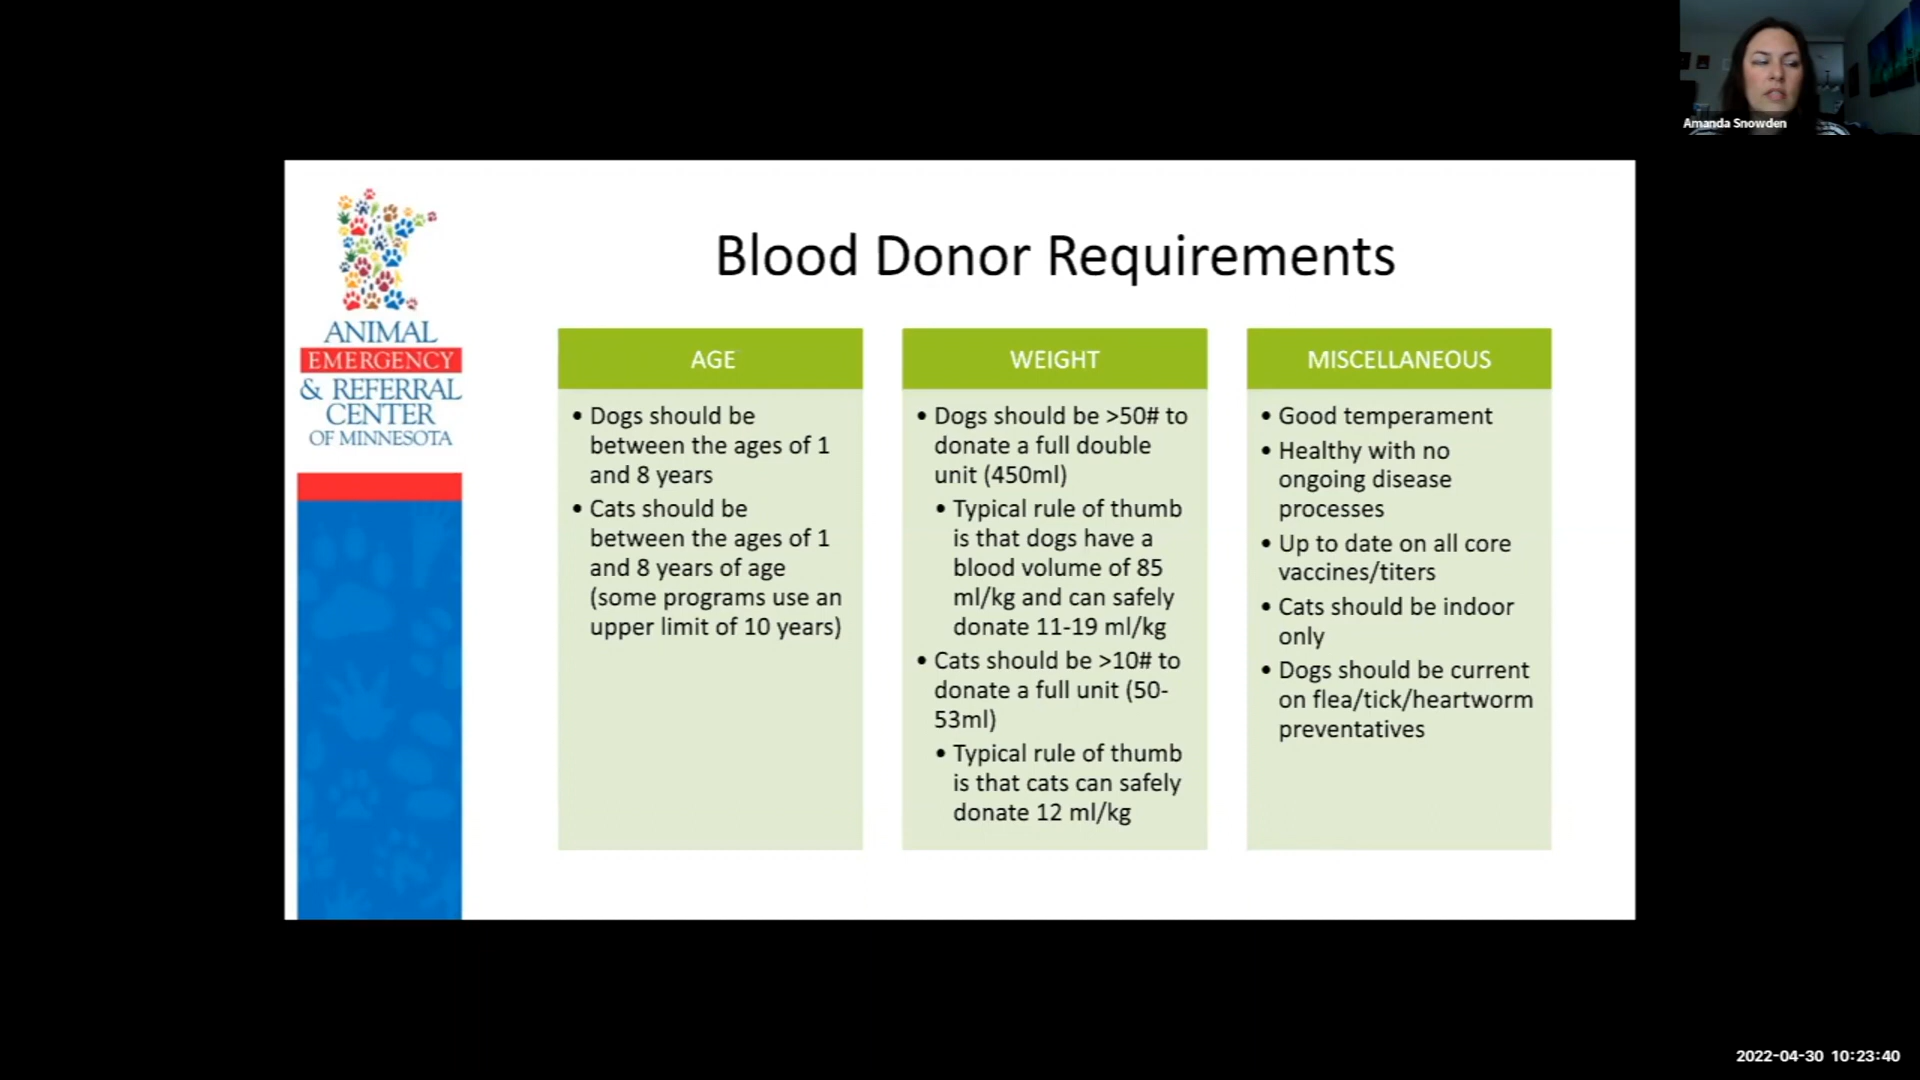 Amanda Snowden
ANIMAL
EMERGENCY
& REFERRAL
CENTER
OF MINNESOTA
Blood Donor Requirements
AGE
• Dogs should be
between the ages of 1
and 8 years
• Cats should be
between the ages of 1
and 8 years of age
(some programs use an
upper limit of 10 years)
WEIGHT
• Dogs should be >50# to
donate a full double
unit (450ml)
• Typical rule of thumb
is that dogs have a
blood volume of 85
ml/kg and can safely
donate 11-19 ml/kg
• Cats should be >10# to
donate a full unit (50-
53ml)
• Typical rule of thumb
is that cats can safely
donate 12 ml/kg
MISCELLANEOUS
• Good temperament
• Healthy with no
ongoing disease
processes
• Up to date on all core
vaccines/titers
• Cats should be indoor
only
• Dogs should be current
on flea/tick/heartworm
preventatives
2022-04-30 10:23:40